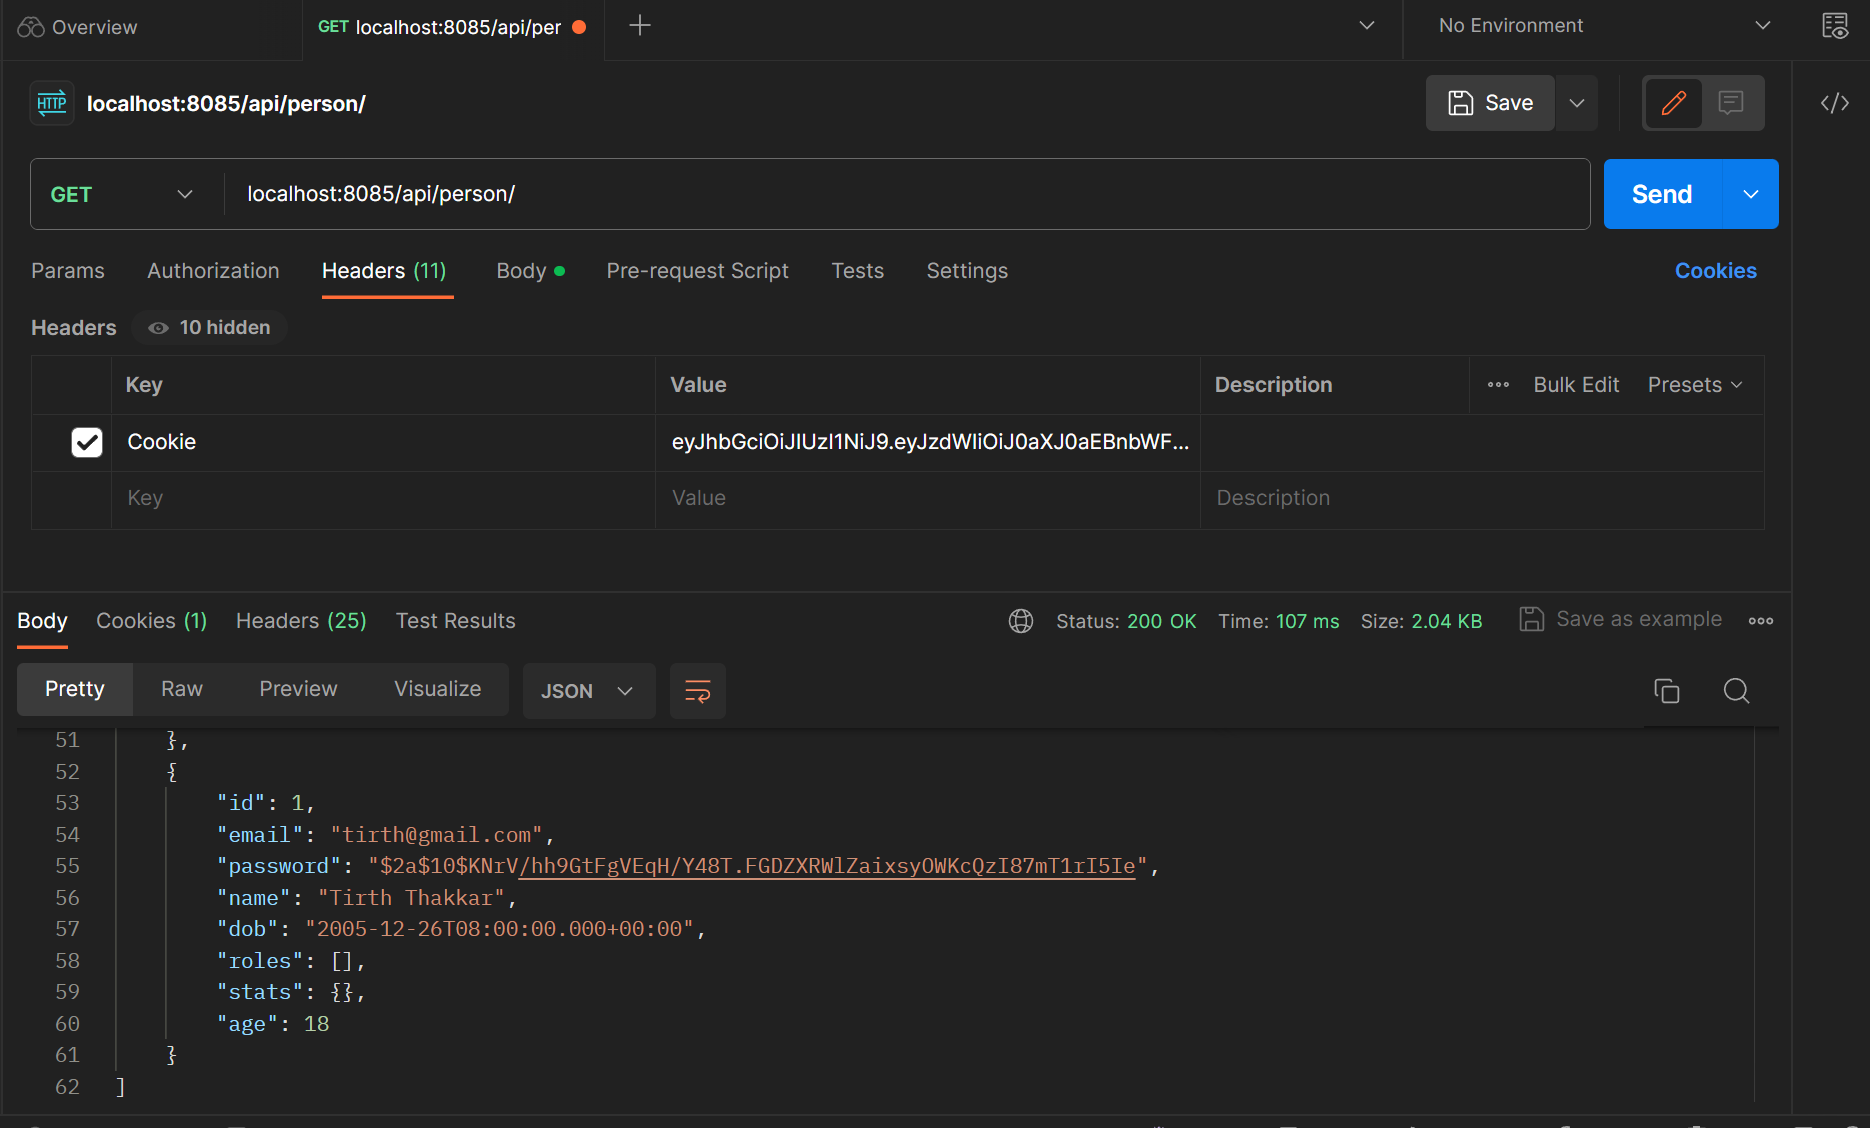 Overview
GET localhost:8085/api/per
No Environment
HTTP localhost:8085/api/person/
Save
GET localhost:8085/api/person/
Send
Params Authorization Headers (11) Body Pre-request Script Tests Settings Cookies
Headers 10 hidden
Key Value Description Bulk Edit Presets
Cookie eyJhbGciOiJIUzI1NiJ9.eyJzdWIiOiJ0aXJ0aEBnbWF...
Key Value Description
Body Cookies (1) Headers (25) Test Results Status: 200 OK Time: 107 ms Size: 2.04 KB Save as example
Pretty Raw Preview Visualize JSON
51 },
52 {
53 "id": 1,
54 "email": "tirth@gmail.com",
55 "password": "$2a$10$KNrV/hh9GtFgVEqH/Y48T.FGDZXRWlZaixsyOWKcQzI87mT1rI5Ie",
56 "name": "Tirth Thakkar",
57 "dob": "2005-12-26T08:00:00.000+00:00",
58 "roles": [],
59 "stats": {},
60 "age": 18
61 }
62 ]